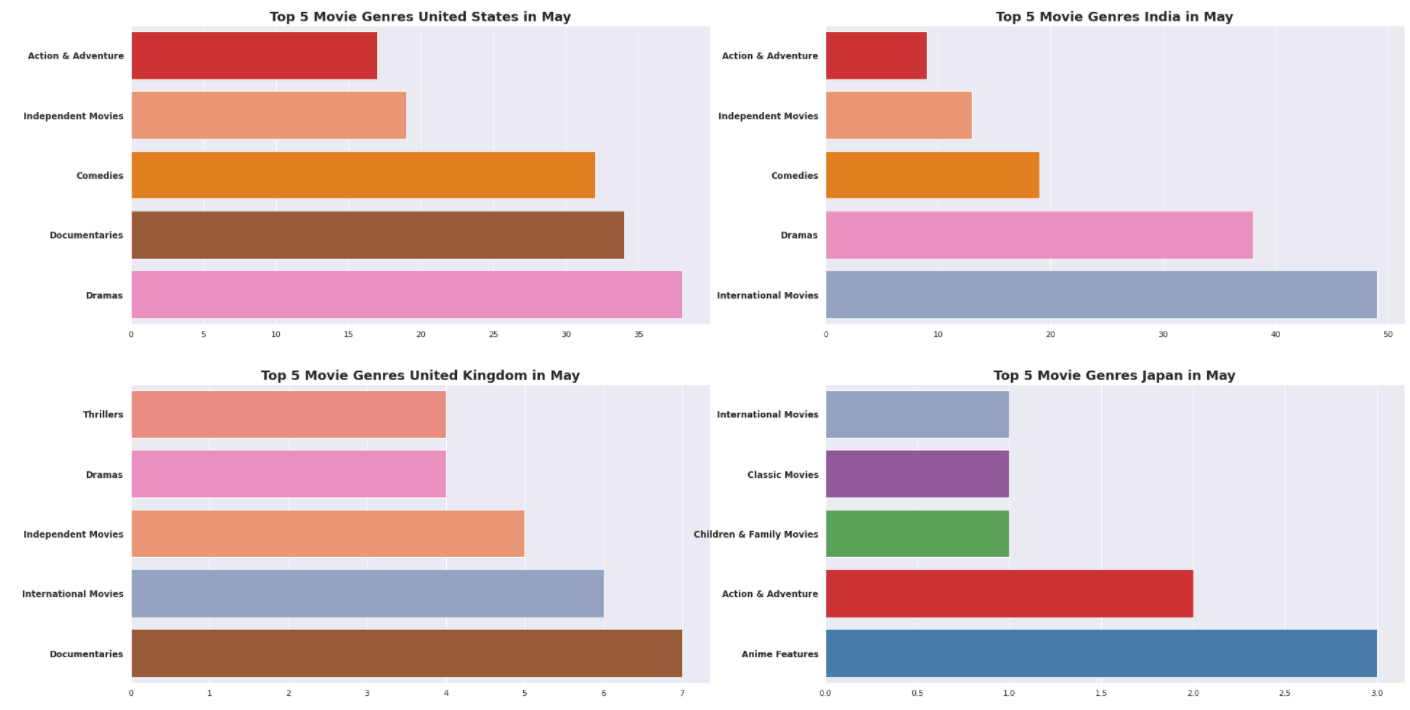 Top 5 Movie Genres United States in May
Action & Adventure
Independent Movies
Comedies
Documentaries
Dramas
0 5 10 15 20 25 30 35
Top 5 Movie Genres India in May
Action & Adventure
Independent Movies
Comedies
Dramas
International Movies
0 10 20 30 40 50
Top 5 Movie Genres United Kingdom in May
Thrillers
Dramas
Independent Movies
International Movies
Documentaries
0 1 2 3 4 5 6 7
Top 5 Movie Genres Japan in May
International Movies
Classic Movies
Children & Family Movies
Action & Adventure
Anime Features
0.0 0.5 1.0 1.5 2.0 2.5 3.0